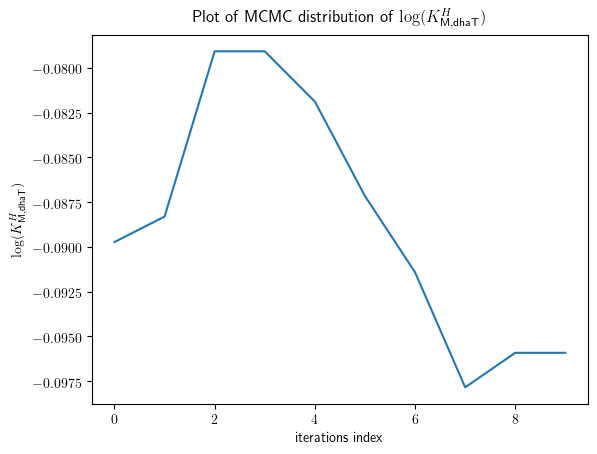 Plot of MCMC distribution of log(K^H_M,dhaT)
log(K^H_M,dhaT)
−0.0800
−0.0825
−0.0850
−0.0875
−0.0900
−0.0925
−0.0950
−0.0975
0 2 4 6 8
iterations index